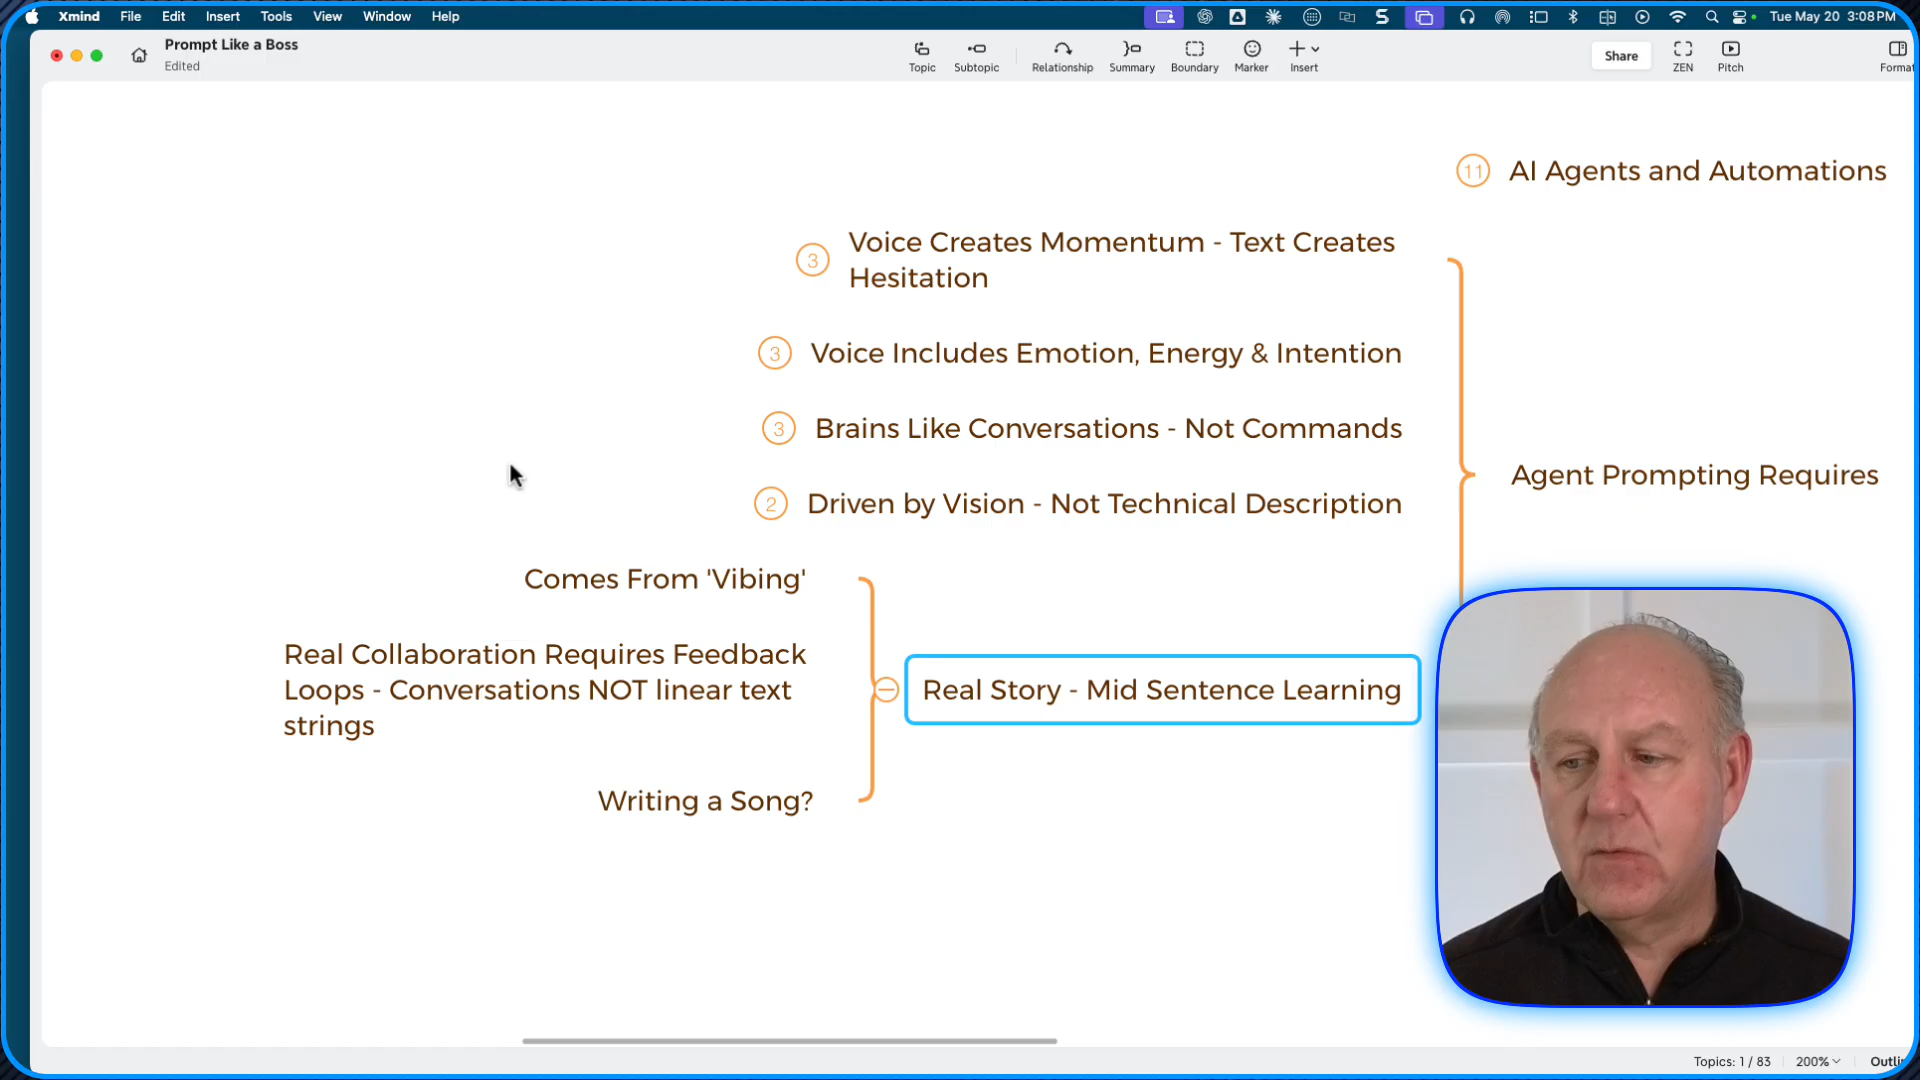 Xmind File Edit Insert Tools View Window Help
Tue May 20 3:08 PM
Prompt Like a Boss
Edited
Topic Subtopic Relationship Summary Boundary Marker Insert
Share ZEN Pitch Format
11 AI Agents and Automations
3 Voice Creates Momentum - Text Creates
Hesitation
3 Voice Includes Emotion, Energy & Intention
3 Brains Like Conversations - Not Commands
Agent Prompting Requires
2 Driven by Vision - Not Technical Description
Comes From 'Vibing'
Real Collaboration Requires Feedback
Loops - Conversations NOT linear text
strings
Real Story - Mid Sentence Learning
Writing a Song?
Topics: 1 / 83 200% Outli